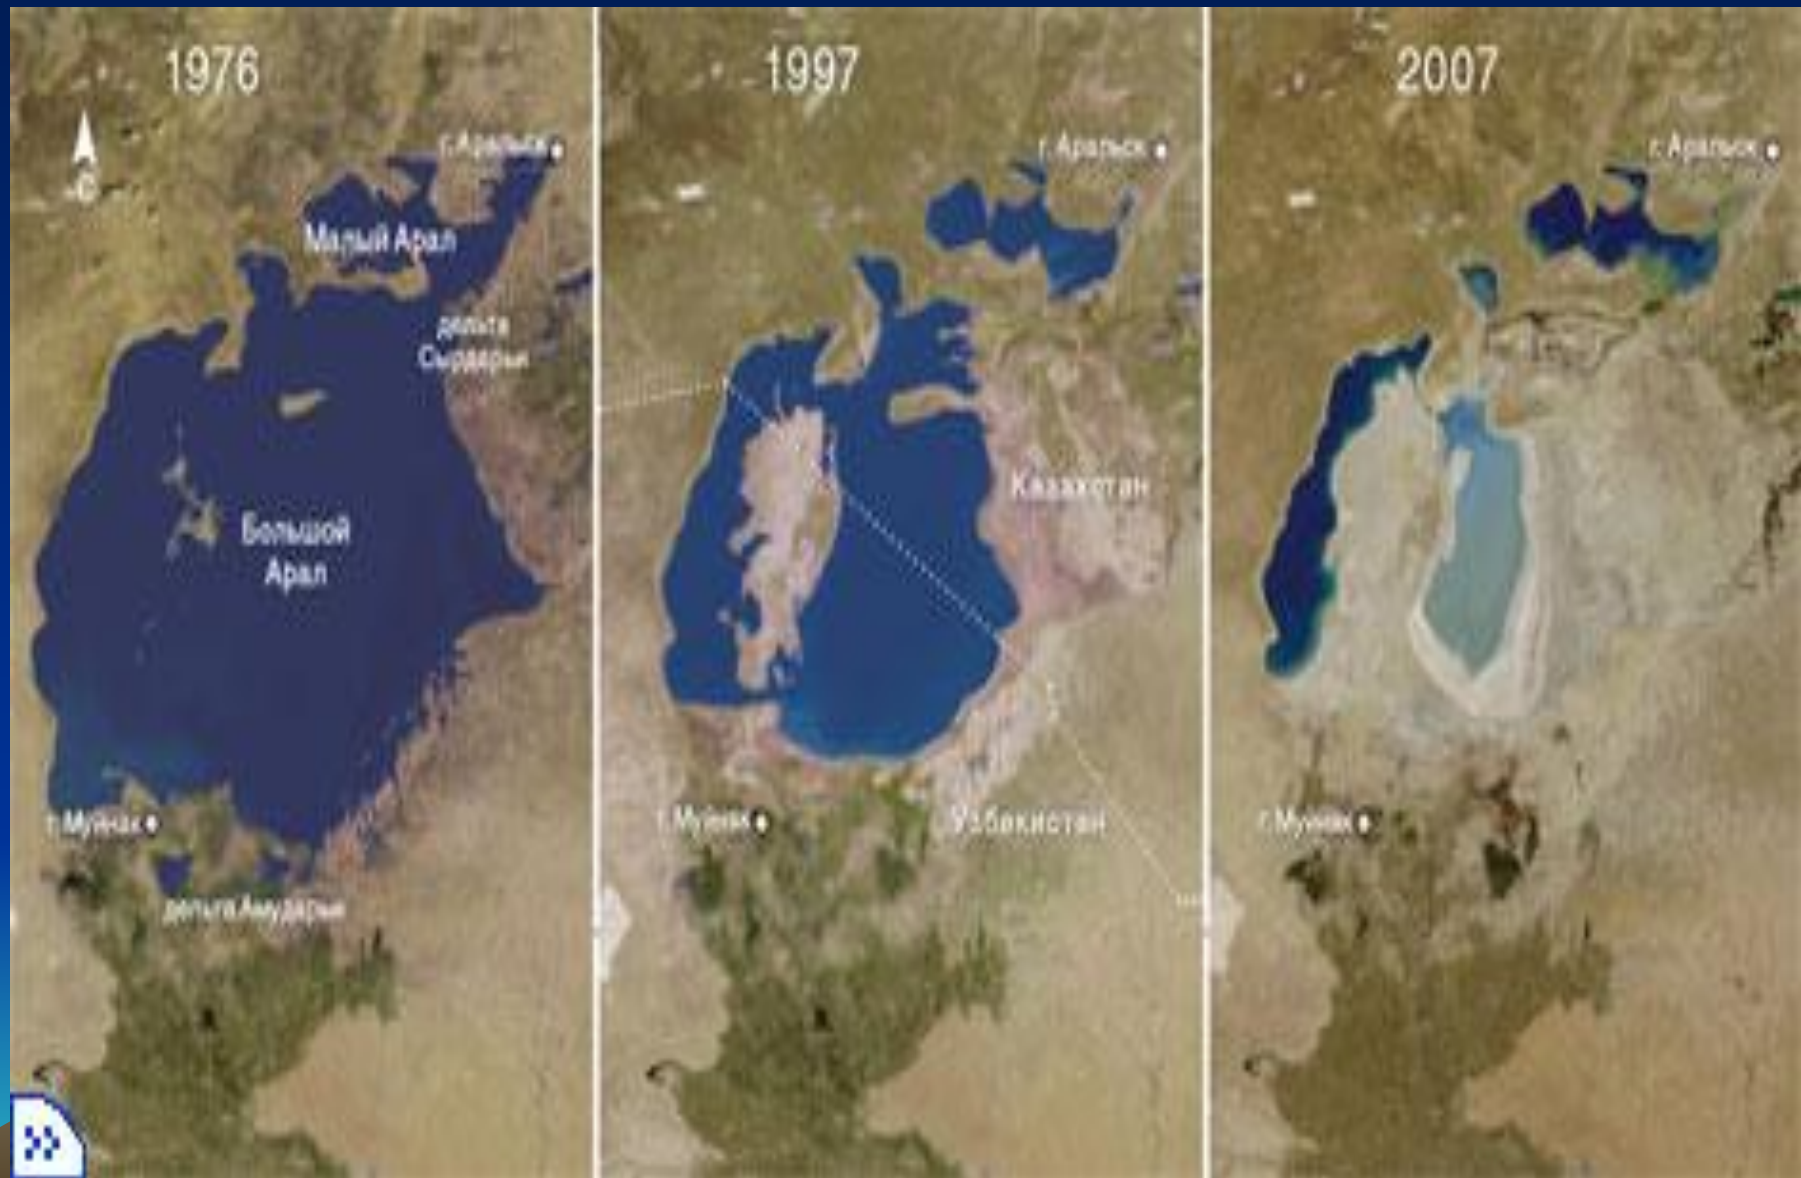 1976
г.Аральск
С
Малый Арал
дельта
Сырдарьи
Большой
Арал
г.Муйнак
дельта Амударьи
1997
г.Аральск
Казахстан
г.Муйнак
Узбекистан
2007
г.Аральск
г.Муйнак